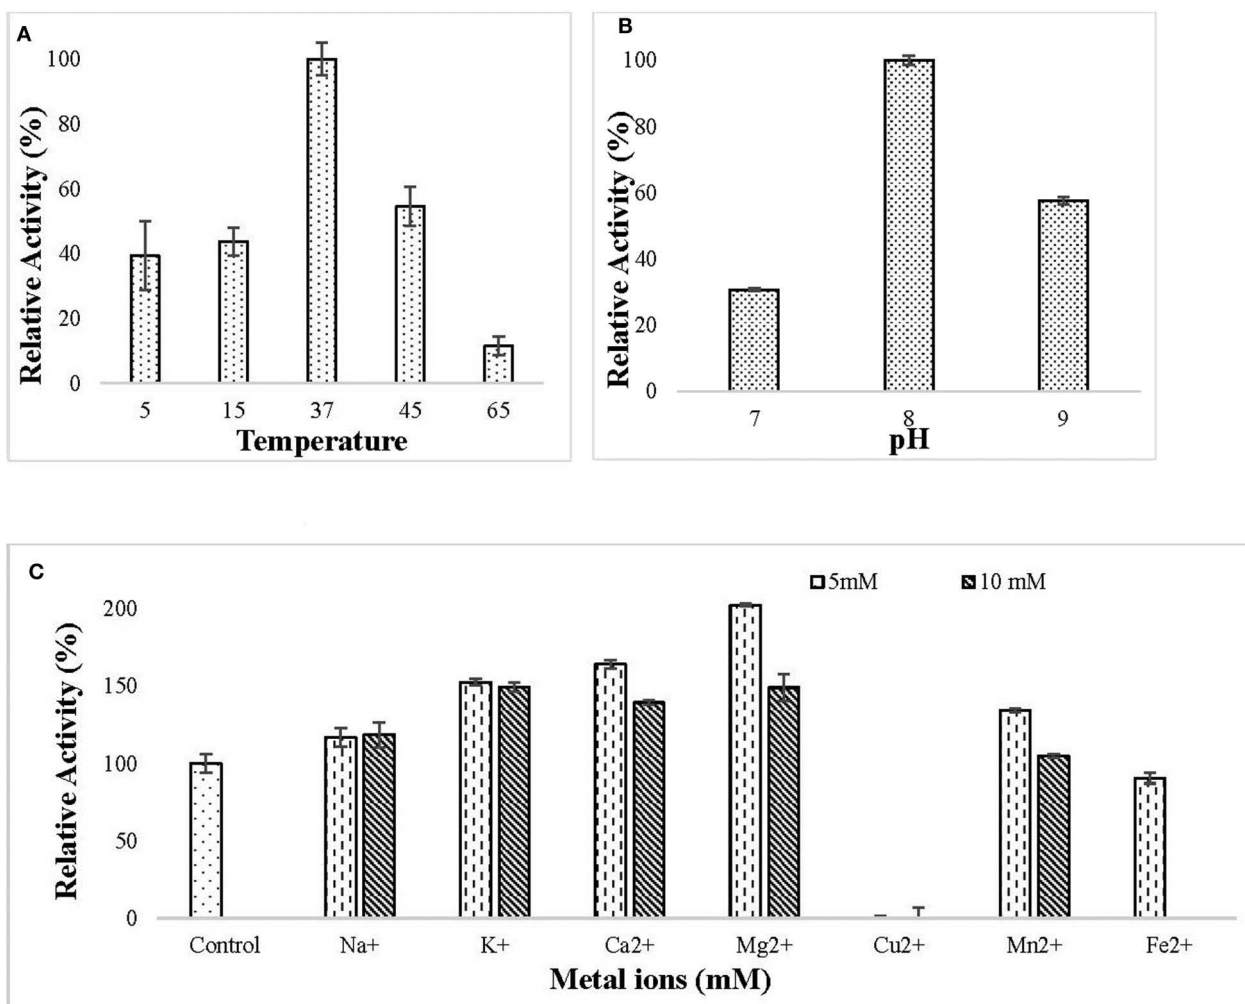 A
Relative Activity (%)
100
80
60
40
20
0
5 15 37 45 65
Temperature
B
Relative Activity (%)
100
80
60
40
20
0
7 8 9
pH
C
5mM 10 mM
Relative Activity (%)
200
150
100
50
0
Control Na+ K+ Ca2+ Mg2+ Cu2+ Mn2+ Fe2+
Metal ions (mM)